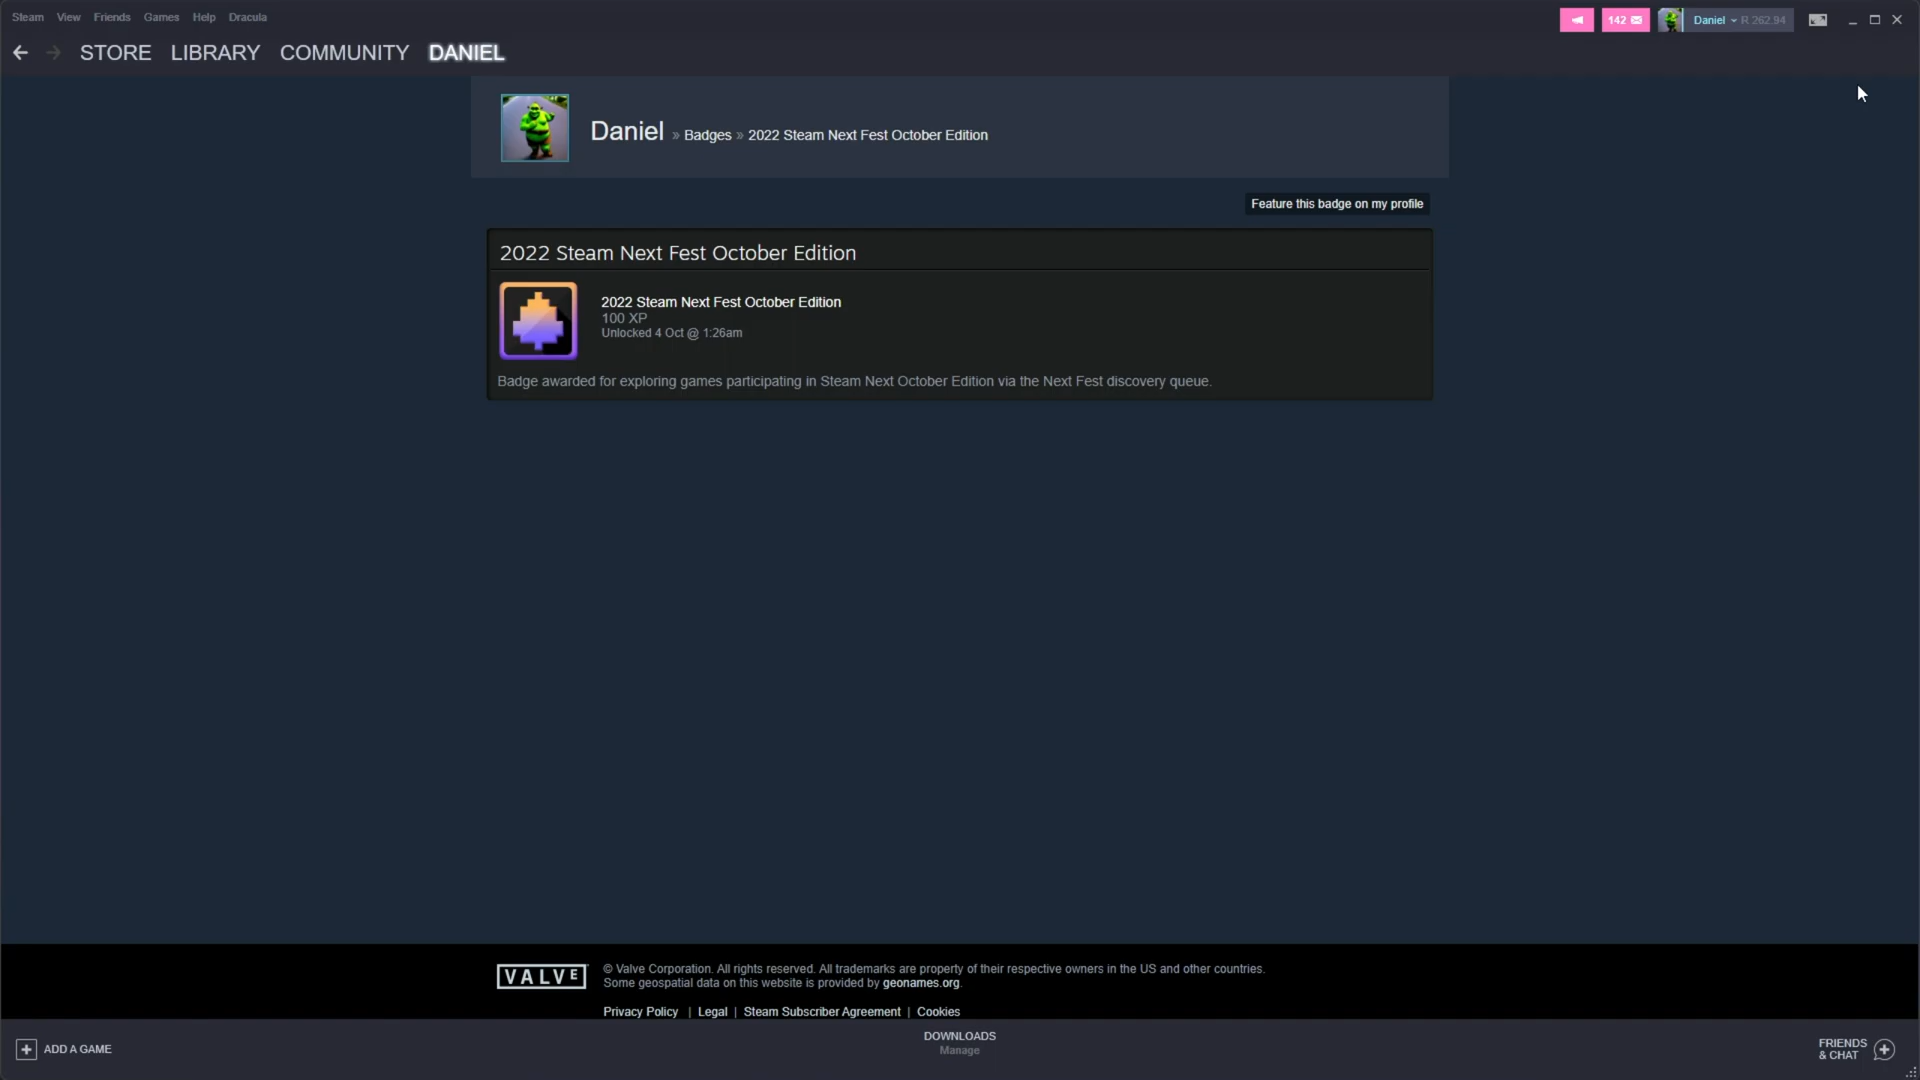 Steam View Friends Games Help Dracula
142
Daniel R 262.94
STORE LIBRARY COMMUNITY DANIEL
Daniel » Badges » 2022 Steam Next Fest October Edition
Feature this badge on my profile
2022 Steam Next Fest October Edition
2022 Steam Next Fest October Edition
100 XP
Unlocked 4 Oct @ 1:26am
Badge awarded for exploring games participating in Steam Next October Edition via the Next Fest discovery queue.
VALVE
© Valve Corporation. All rights reserved. All trademarks are property of their respective owners in the US and other countries.
Some geospatial data on this website is provided by geonames.org.
Privacy Policy | Legal | Steam Subscriber Agreement | Cookies
ADD A GAME
DOWNLOADS
Manage
FRIENDS
& CHAT